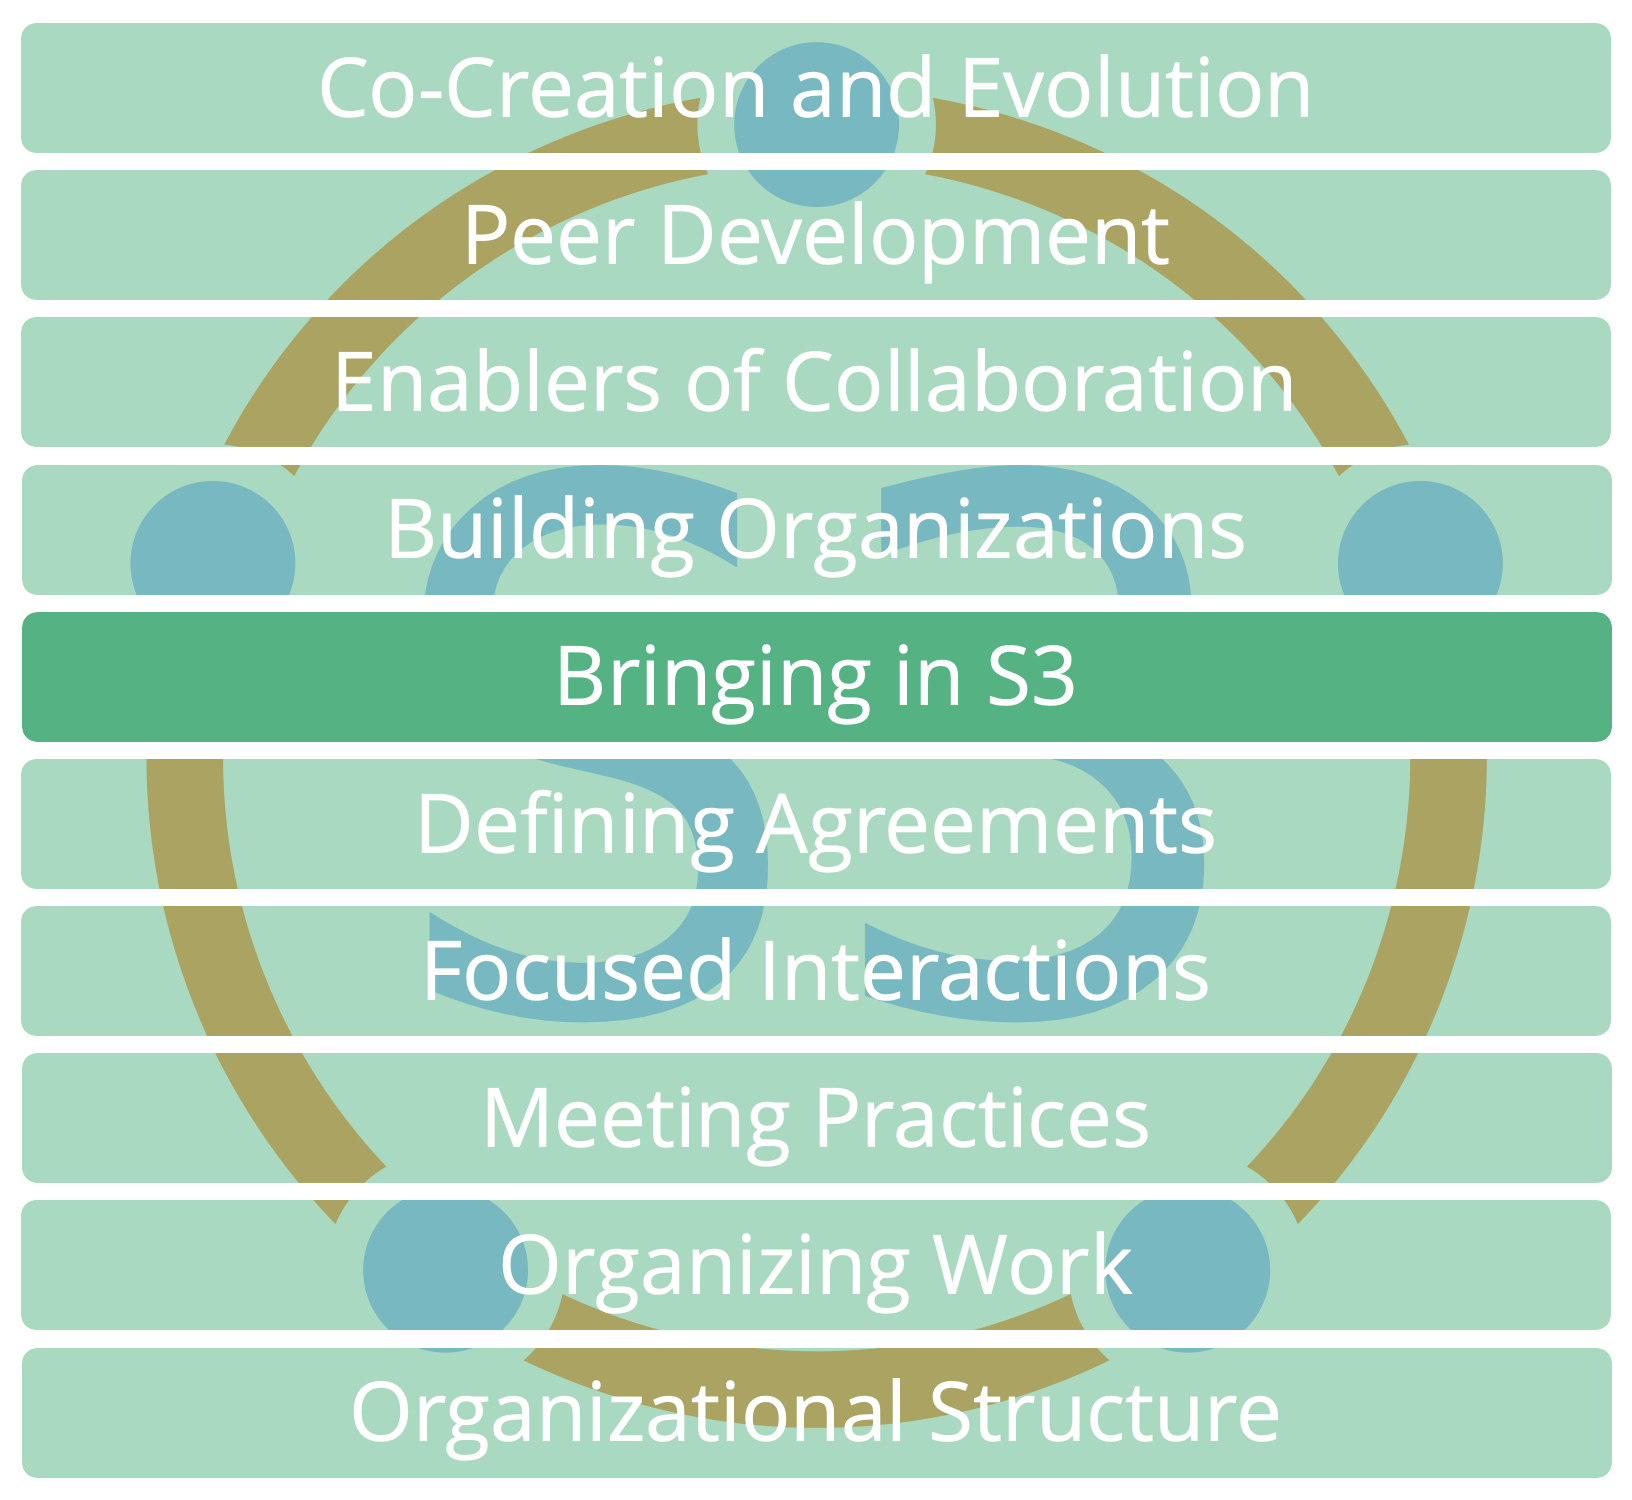 Co-Creation and Evolution
Peer Development
Enablers of Collaboration
Building Organizations
Bringing in S3
Defining Agreements
Focused Interactions
Meeting Practices
Organizing Work
Organizational Structure
S3